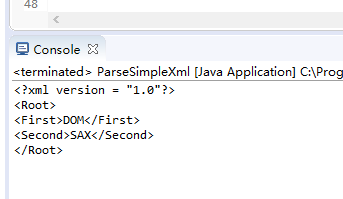 48
Console
<terminated> ParseSimpleXml [Java Application] C:\Prog
<?xml version = "1.0"?>
<Root>
<First>DOM</First>
<Second>SAX</Second>
</Root>